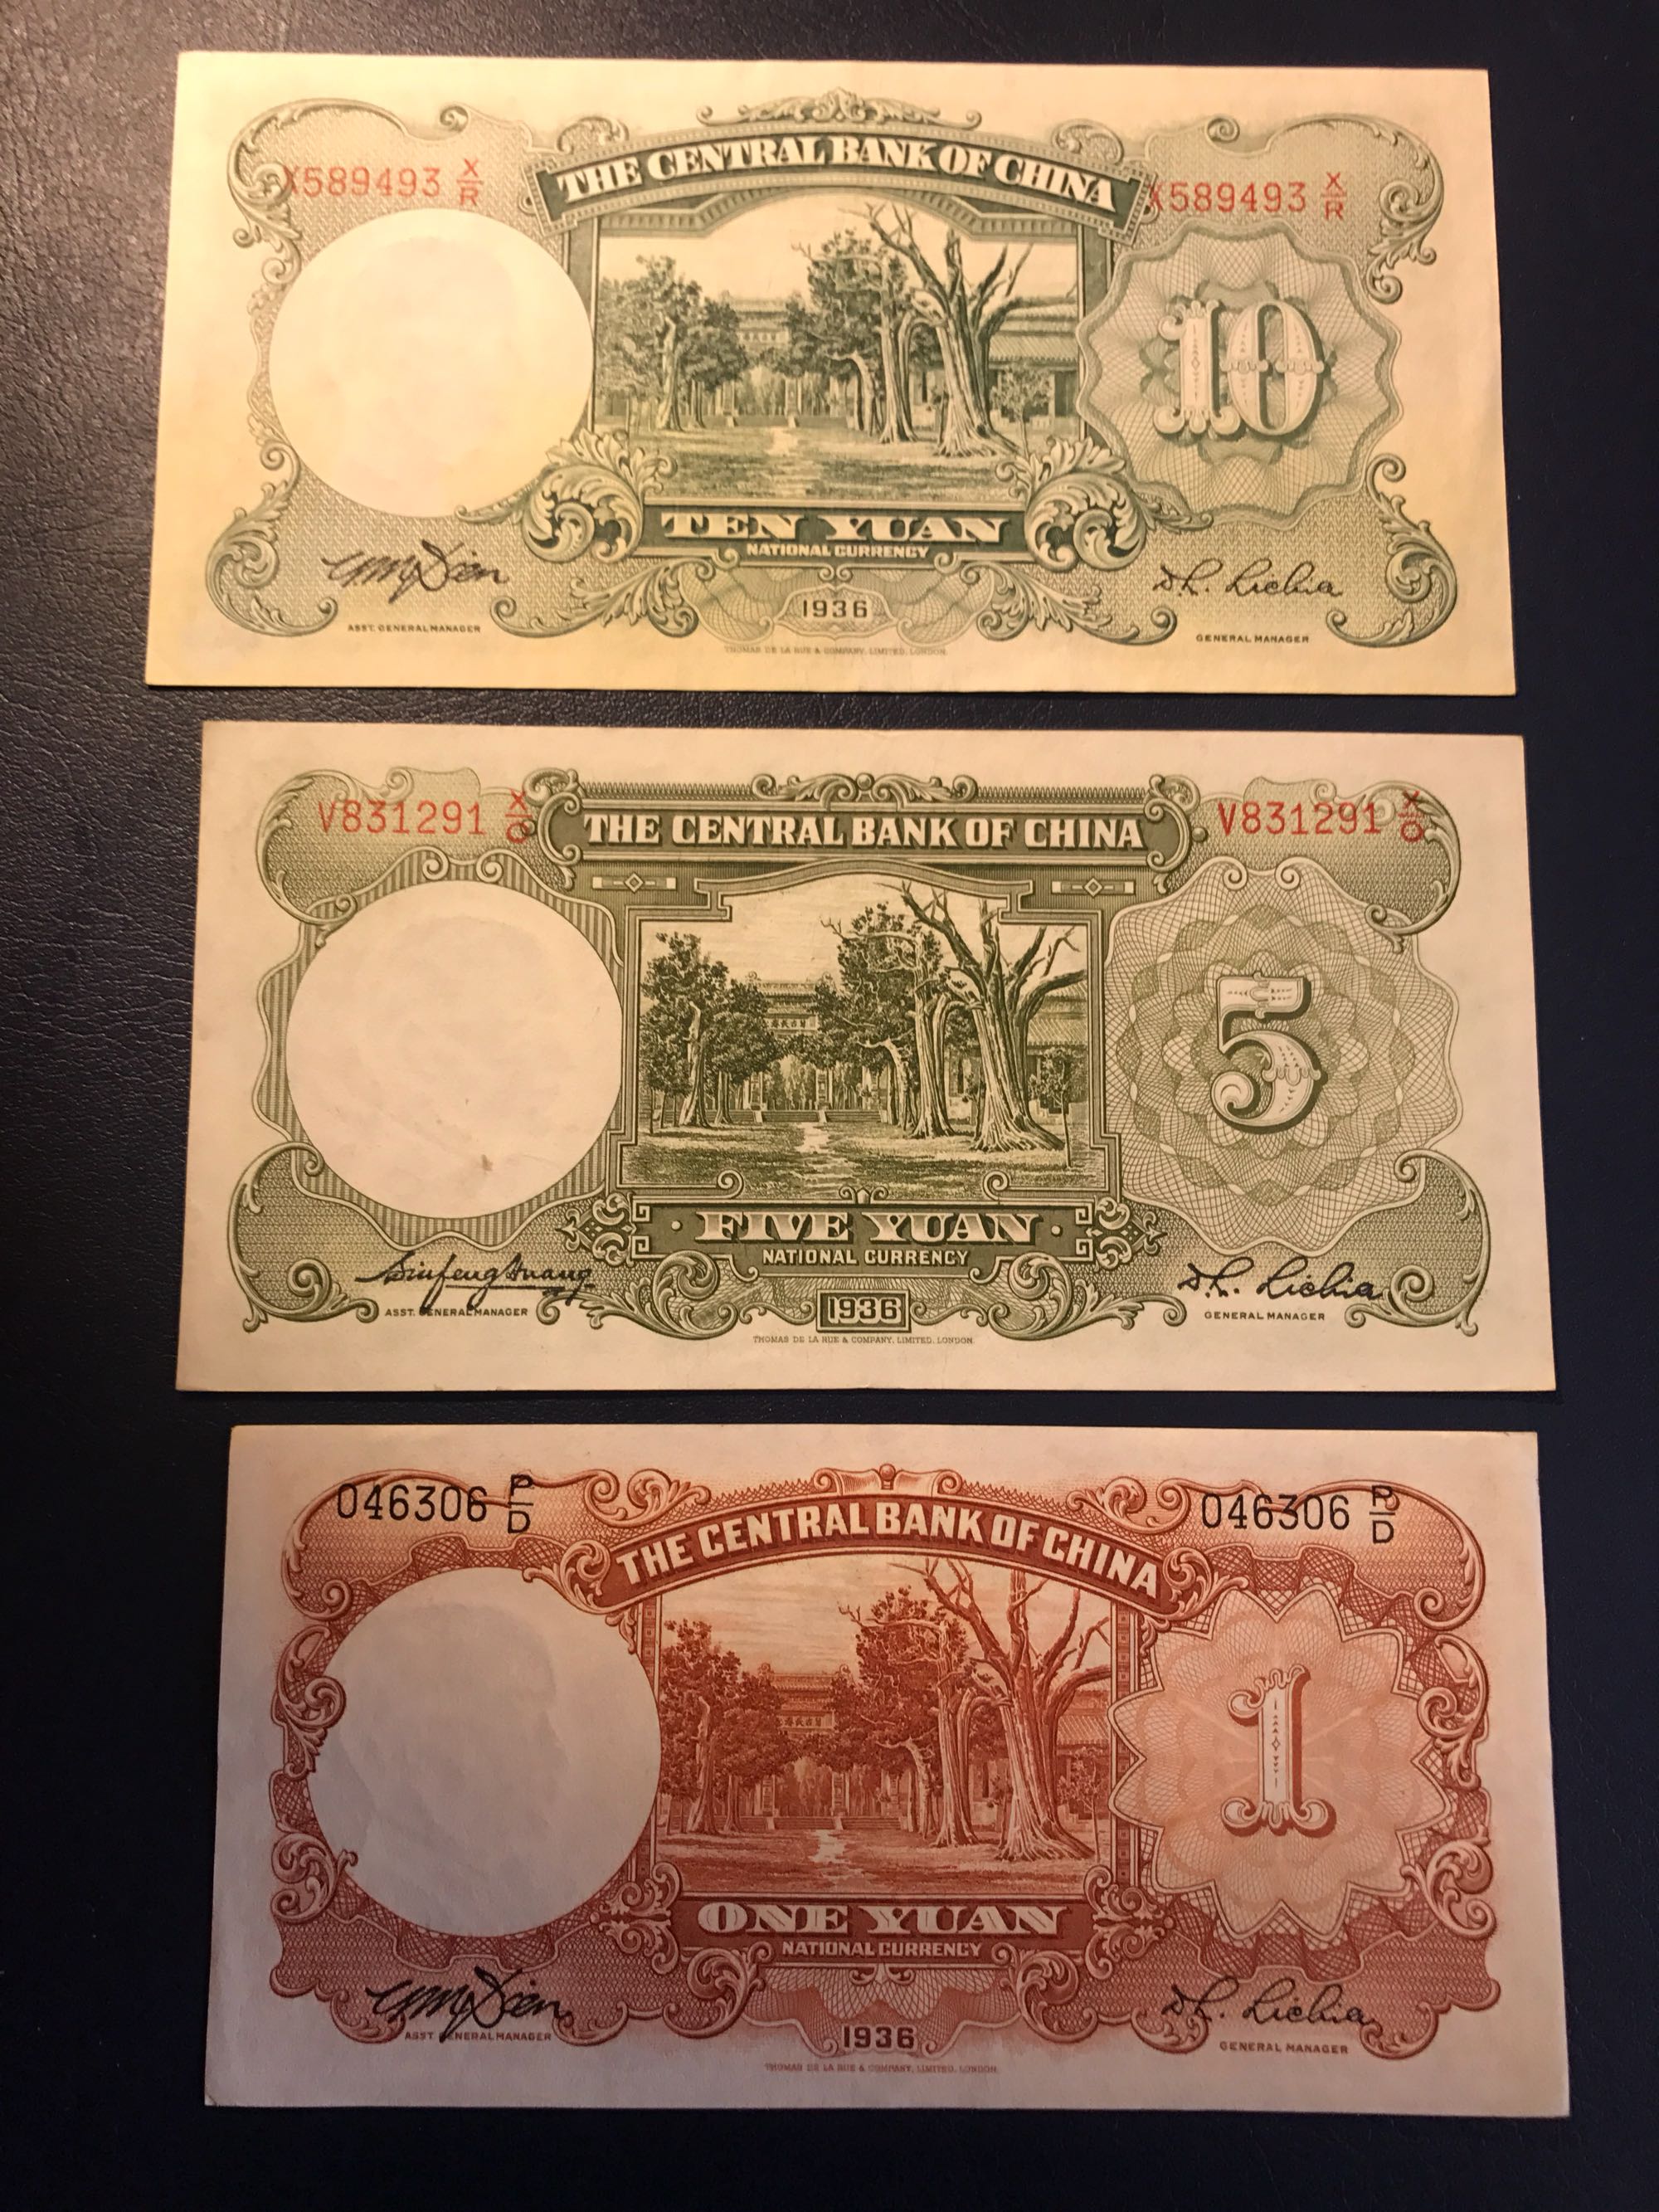 THE CENTRAL BANK OF CHINA
X589493 X/R
X589493 X/R
10
TEN YUAN
NATIONAL CURRENCY
1936
ASST. GENERAL MANAGER
GENERAL MANAGER
THOMAS DE LA RUE & COMPANY, LIMITED, LONDON.
V831291 X/O
THE CENTRAL BANK OF CHINA
V831291 X/O
5
FIVE YUAN
NATIONAL CURRENCY
Sinfeng Huang
1936
ASST. GENERAL MANAGER
GENERAL MANAGER
THOMAS DE LA RUE & COMPANY, LIMITED, LONDON.
046306 P/D
THE CENTRAL BANK OF CHINA
046306 P/D
1
ONE YUAN
NATIONAL CURRENCY
1936
ASST. GENERAL MANAGER
GENERAL MANAGER
THOMAS DE LA RUE & COMPANY, LIMITED, LONDON.